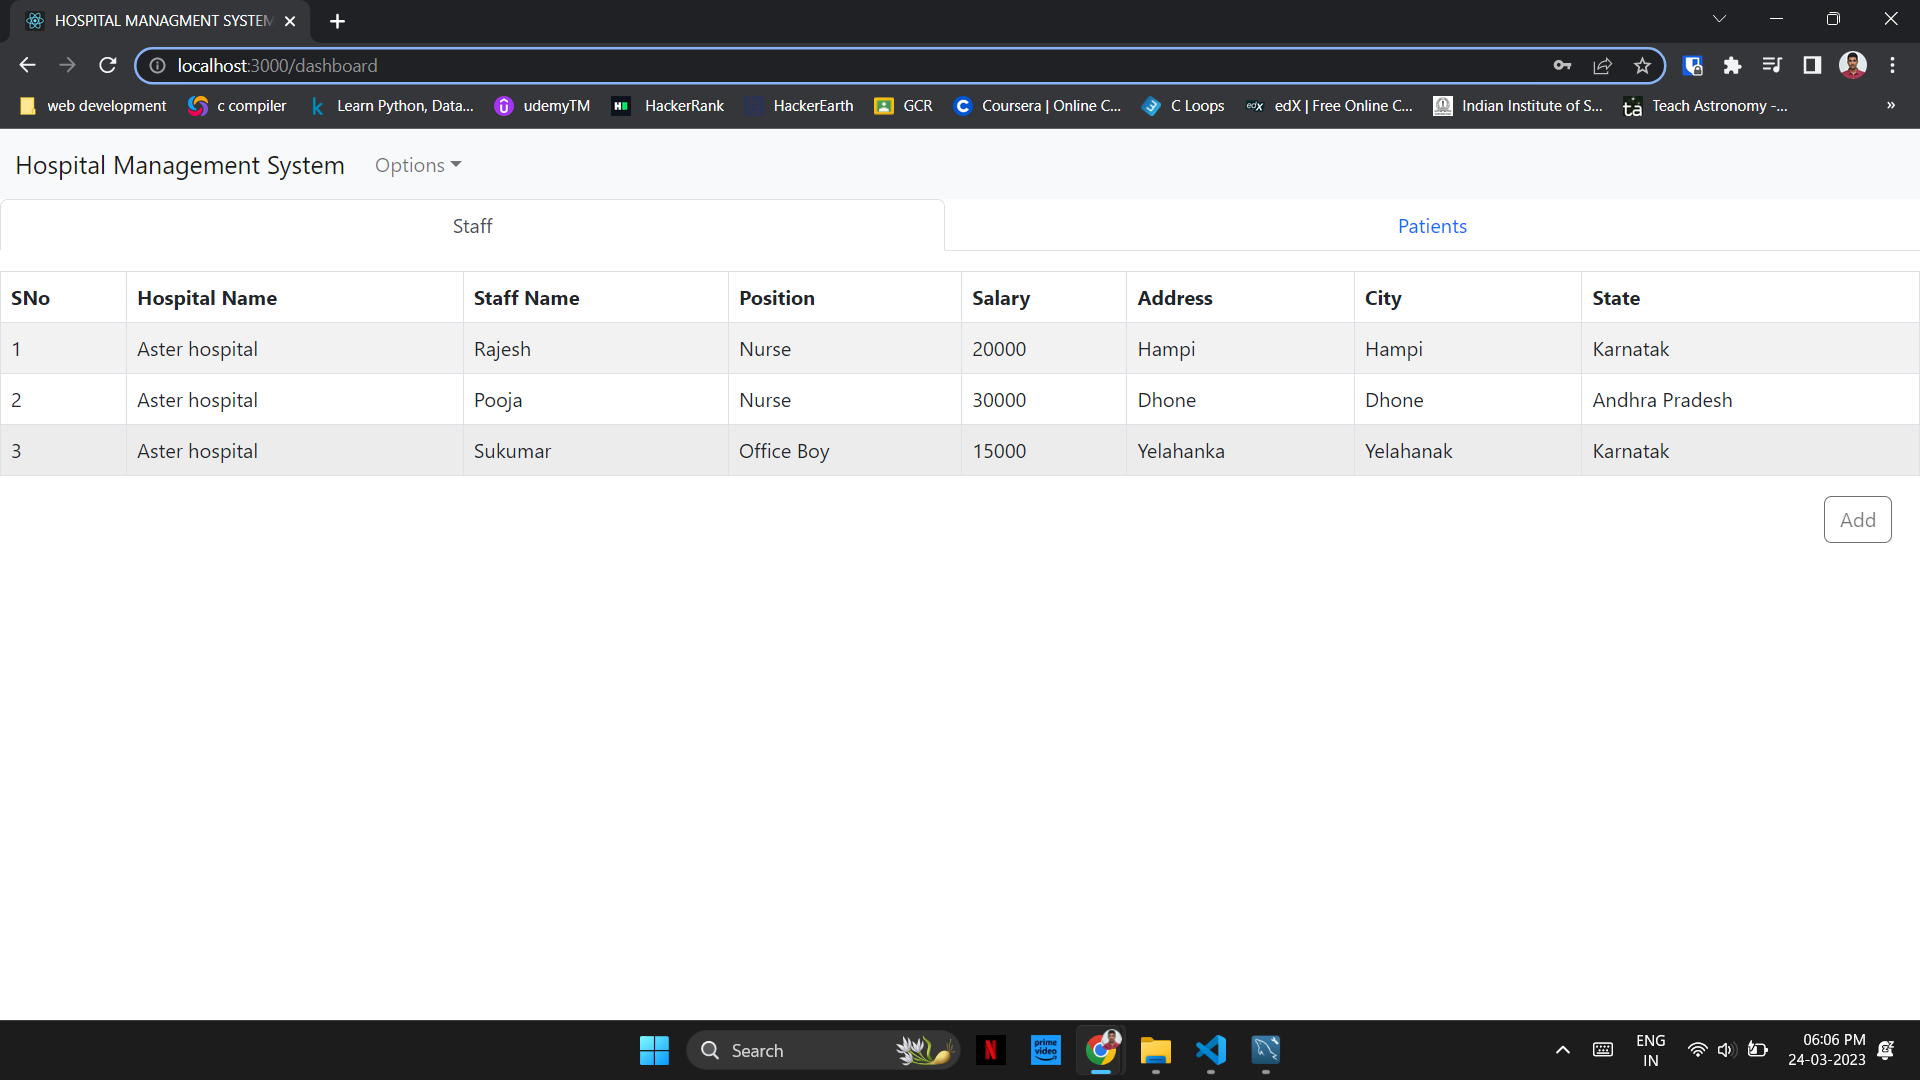 HOSPITAL MANAGMENT SYSTEM
localhost:3000/dashboard
web development c compiler k Learn Python, Data... udemyTM HackerRank HackerEarth GCR Coursera | Online C... C Loops edX edX | Free Online C... Indian Institute of S... ta Teach Astronomy -... »
Hospital Management System Options
Staff Patients
SNo Hospital Name Staff Name Position Salary Address City State
1 Aster hospital Rajesh Nurse 20000 Hampi Hampi Karnatak
2 Aster hospital Pooja Nurse 30000 Dhone Dhone Andhra Pradesh
3 Aster hospital Sukumar Office Boy 15000 Yelahanka Yelahanak Karnatak
Add
Search N prime video ENG IN 06:06 PM
24-03-2023